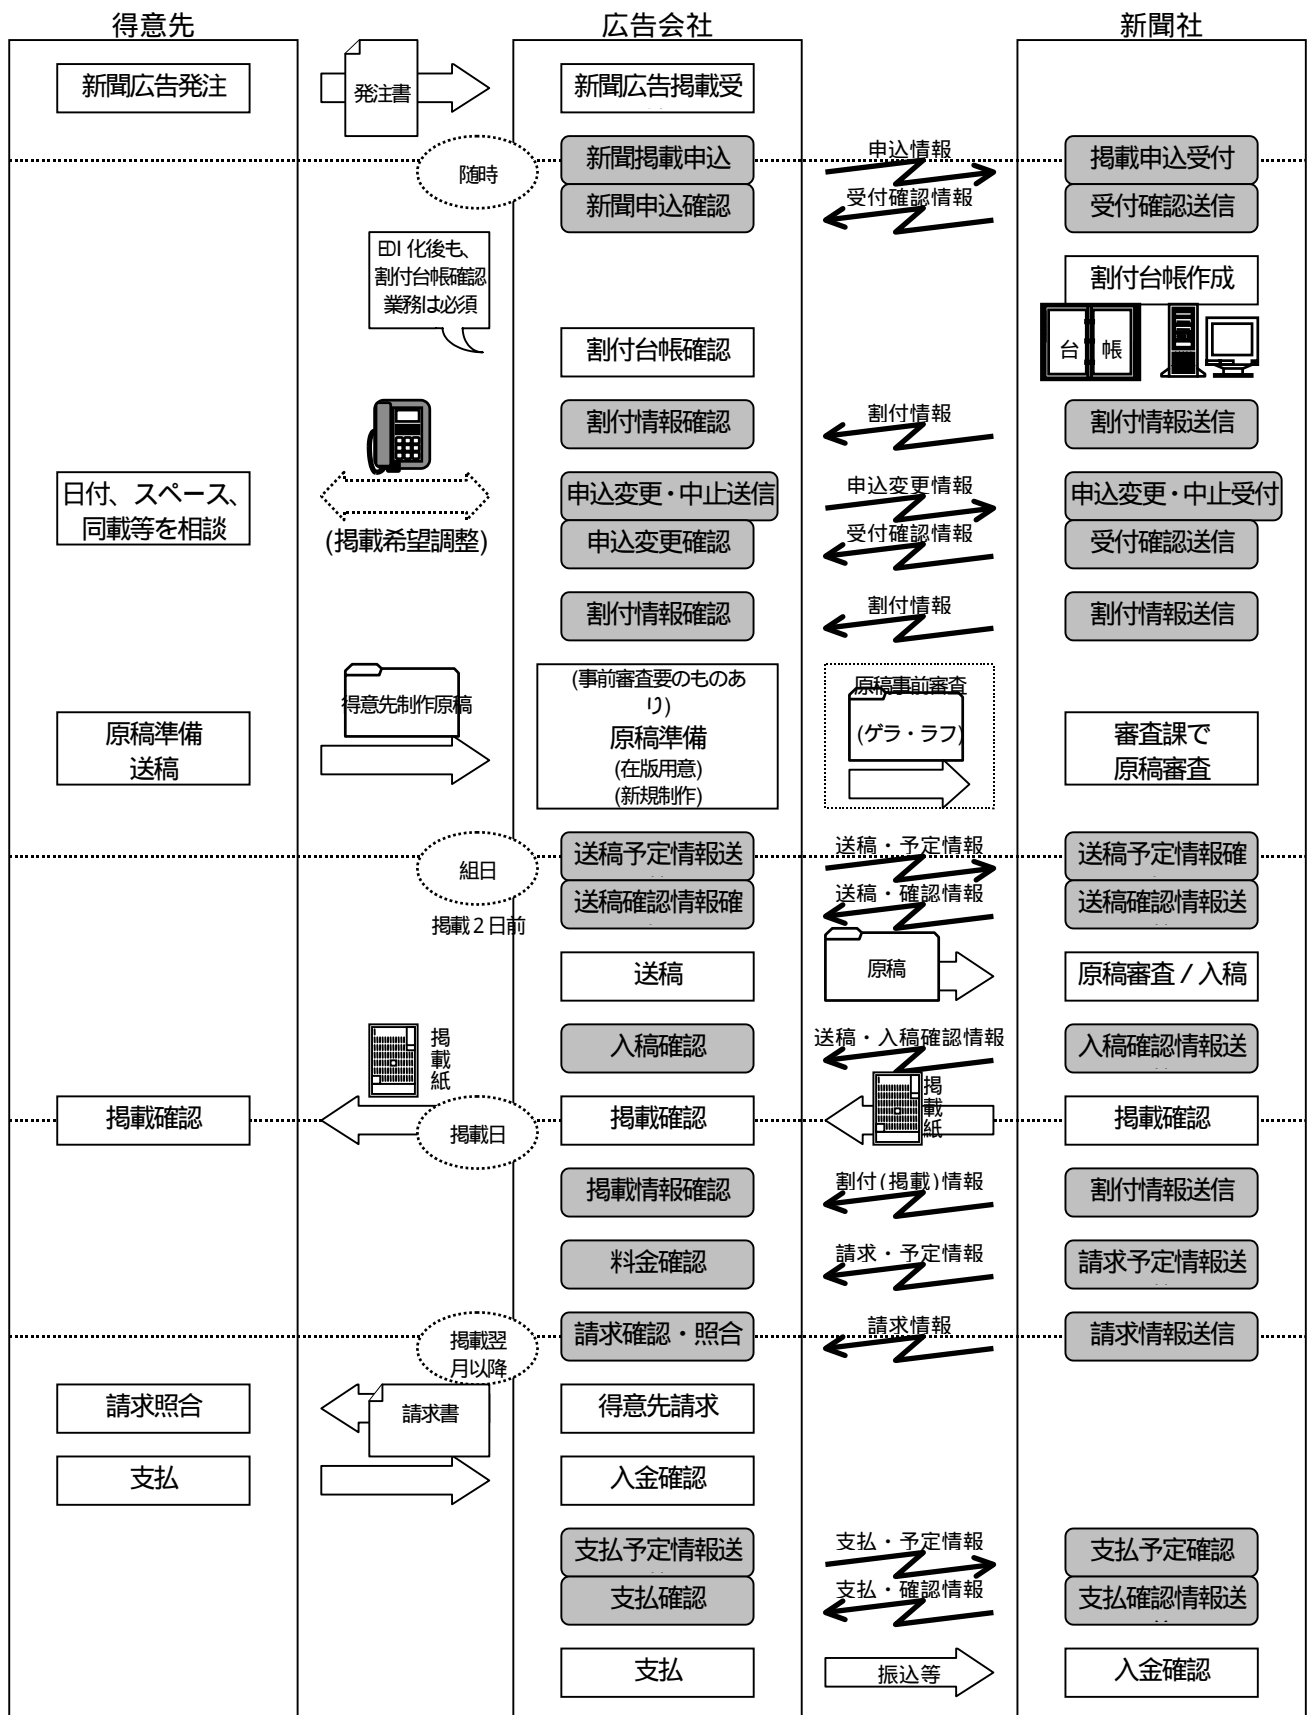 得意先
広告会社
新聞社
新聞広告発注
発注書
新聞広告掲載受
随時
新聞掲載申込
申込情報
掲載申込受付
新聞申込確認
受付確認情報
受付確認送信
EDI 化後も、
割付台帳確認
業務は必須
割付台帳作成
台 帳
割付台帳確認
割付情報確認
割付情報
割付情報送信
日付、スペース、
同載等を相談
(掲載希望調整)
申込変更・中止送信
申込変更情報
申込変更・中止受付
申込変更確認
受付確認情報
受付確認送信
割付情報確認
割付情報
割付情報送信
原稿準備
送稿
得意先制作原稿
(事前審査要のものあ
り)
原稿準備
(在版用意)
(新規制作)
原稿事前審査
(ゲラ・ラフ)
審査課で
原稿審査
組日
掲載２日前
送稿予定情報送
送稿・予定情報
送稿予定情報確
送稿確認情報確
送稿・確認情報
送稿確認情報送
送稿
原稿
原稿審査 / 入稿
掲載紙
入稿確認
送稿・入稿確認情報
入稿確認情報送
掲載確認
掲載日
掲載確認
掲載紙
掲載確認
掲載情報確認
割付(掲載)情報
割付情報送信
料金確認
請求・予定情報
請求予定情報送
掲載翌
月以降
請求確認・照合
請求情報
請求情報送信
請求照合
請求書
得意先請求
支払
入金確認
支払予定情報送
支払・予定情報
支払予定確認
支払確認
支払・確認情報
支払確認情報送
支払
振込等
入金確認